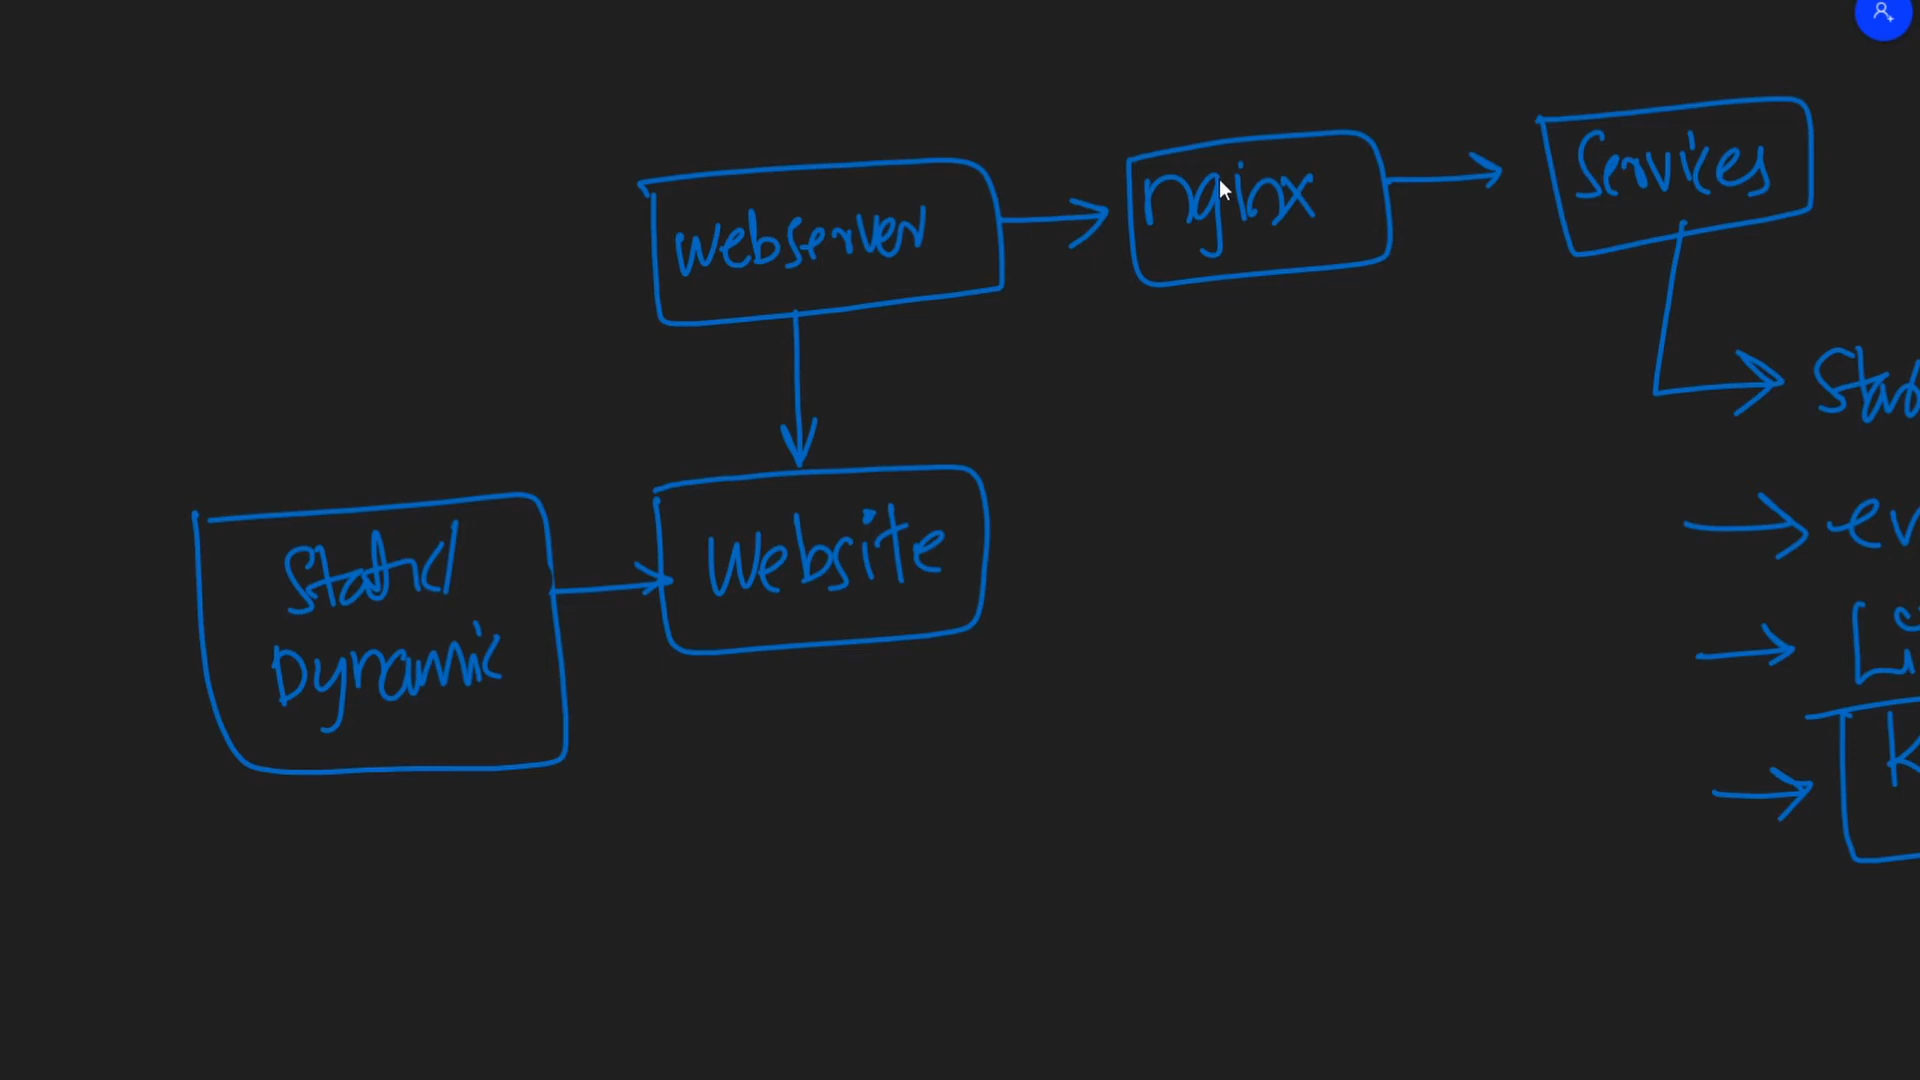 webserver
nginx
Services
Static/
Dynamic
Website